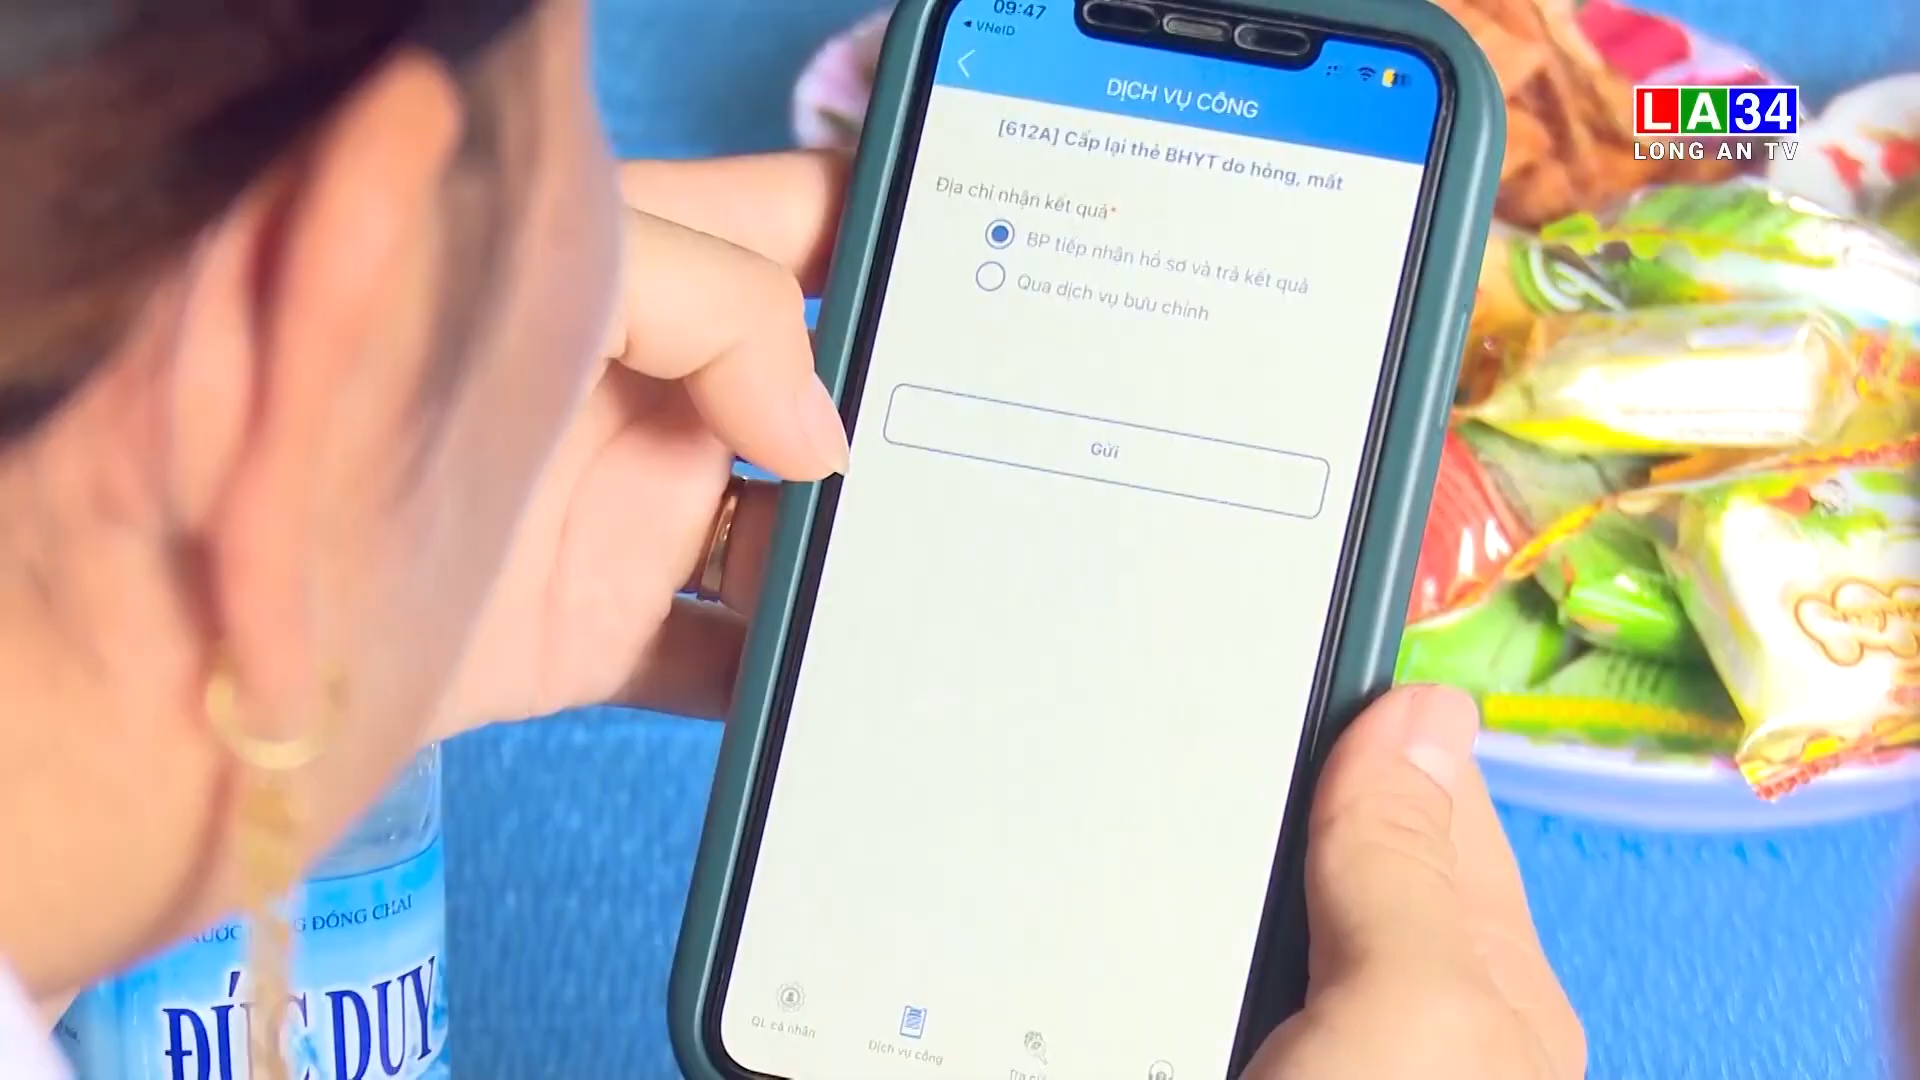 09:47
VNeID
DỊCH VỤ CÔNG
LA34
LONG AN TV
[612A] Cấp lại thẻ BHYT do hỏng, mất
Địa chỉ nhận kết quả*
BP tiếp nhận hồ sơ và trả kết quả
Qua dịch vụ bưu chính
Gửi
QL cá nhân
Dịch vụ công
ĐÓNG CHAI
ĐỨC DUY